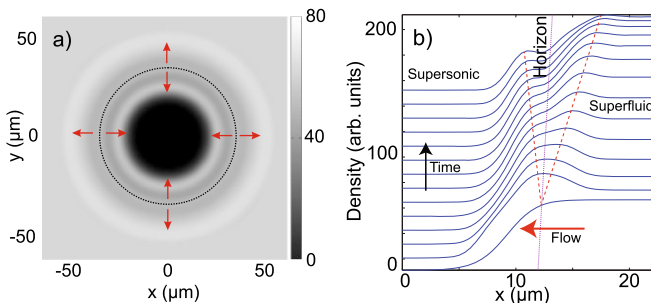 a)
50
0
-50
y (µm)
-50
0
50
x (µm)
80
40
0
b)
200
100
0
Density (arb. units)
Supersonic
Horizon
Superfluid
Time
Flow
0
10
20
x (µm)